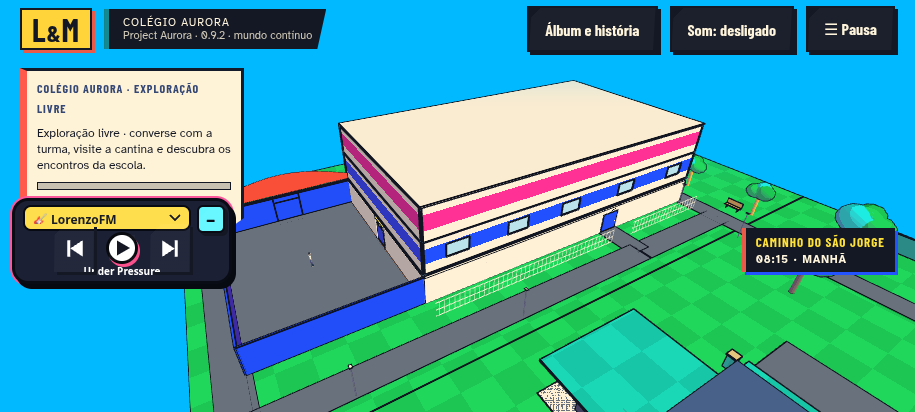 L&M
COLÉGIO AURORA
Project Aurora · 0.9.2 · mundo contínuo
Álbum e história
Som: desligado
☰ Pausa
COLÉGIO AURORA · EXPLORAÇÃO
LIVRE
Exploração livre · converse com a
turma, visite a cantina e descubra os
encontros da escola.
LorenzoFM
–
Under Pressure
CAMINHO DO SÃO JORGE
08:15 · MANHÃ